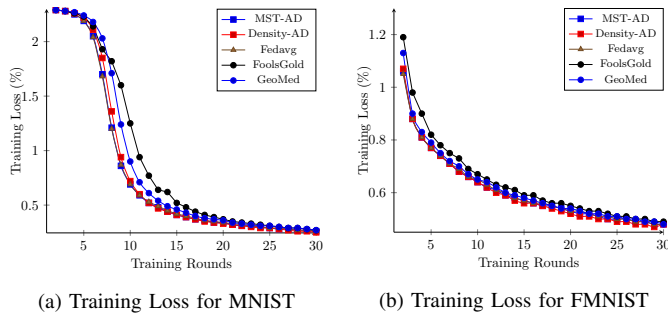 MST-AD
Density-AD
Fedavg
FoolsGold
GeoMed
2
1.5
1
0.5
5
10
15
20
25
30
Training Loss (%)
Training Rounds
(a) Training Loss for MNIST
MST-AD
Density-AD
Fedavg
FoolsGold
GeoMed
1.2
1.0
0.8
0.6
5
10
15
20
25
30
Training Loss (%)
Training Rounds
(b) Training Loss for FMNIST